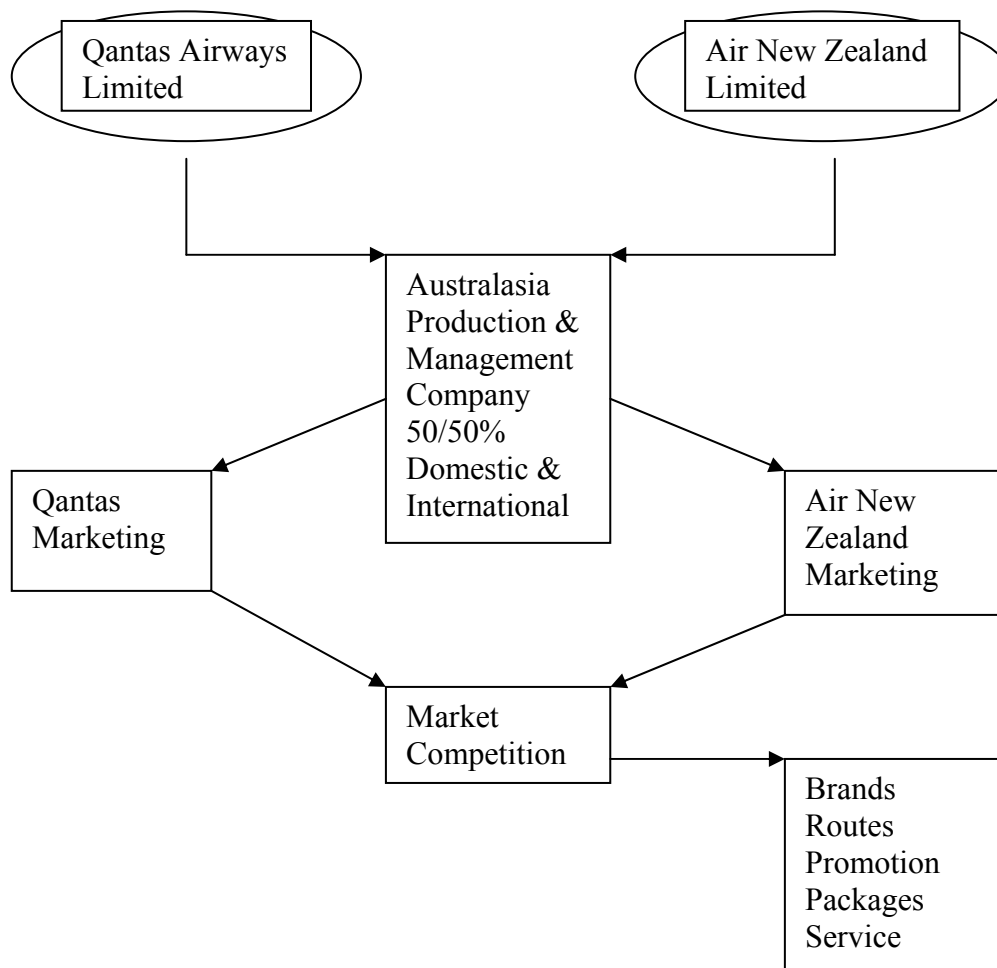 Qantas Airways
Limited
Air New Zealand
Limited
Australasia
Production &
Management
Company
50/50%
Domestic &
International
Qantas
Marketing
Air New
Zealand
Marketing
Market
Competition
Brands
Routes
Promotion
Packages
Service